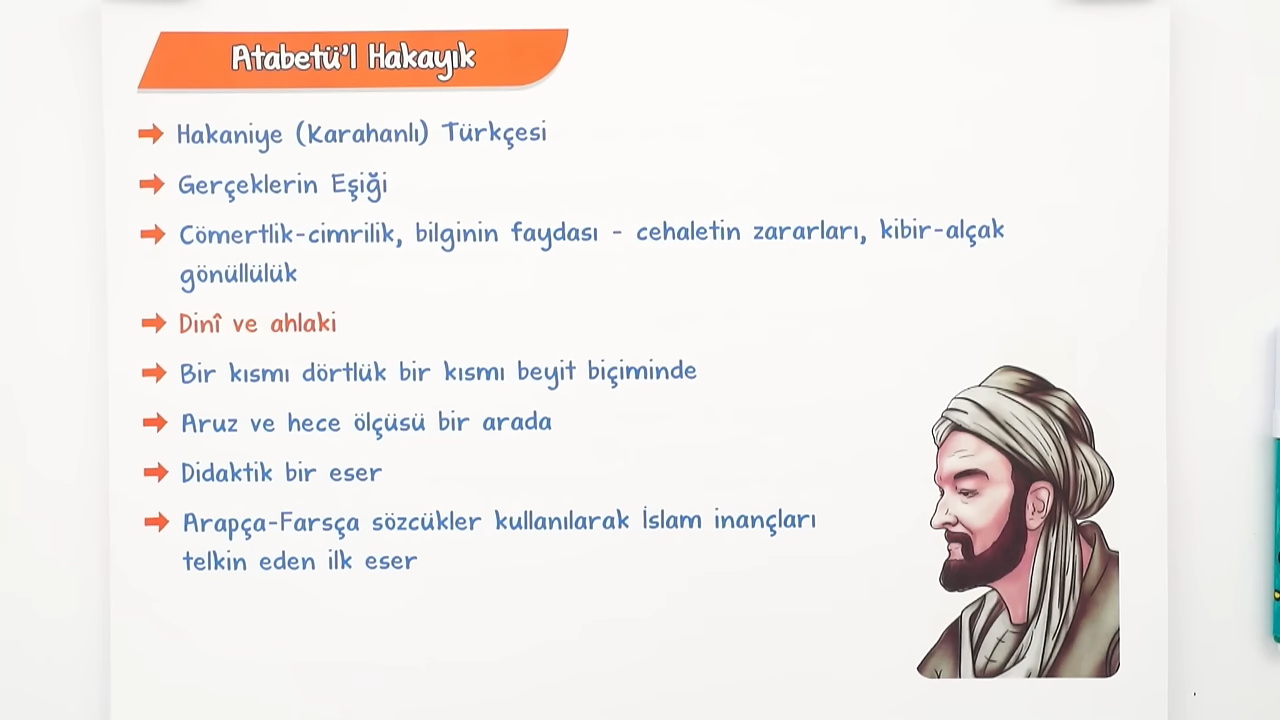 Atabetü'l Hakayık
Hakaniye (Karahanlı) Türkçesi
Gerçeklerin Eşiği
Cömertlik-cimrilik, bilginin faydası - cehaletin zararları, kibir-alçak
gönüllülük
Dinî ve ahlaki
Bir kısmı dörtlük bir kısmı beyit biçiminde
Aruz ve hece ölçüsü bir arada
Didaktik bir eser
Arapça-Farsça sözcükler kullanılarak İslam inançları
telkin eden ilk eser